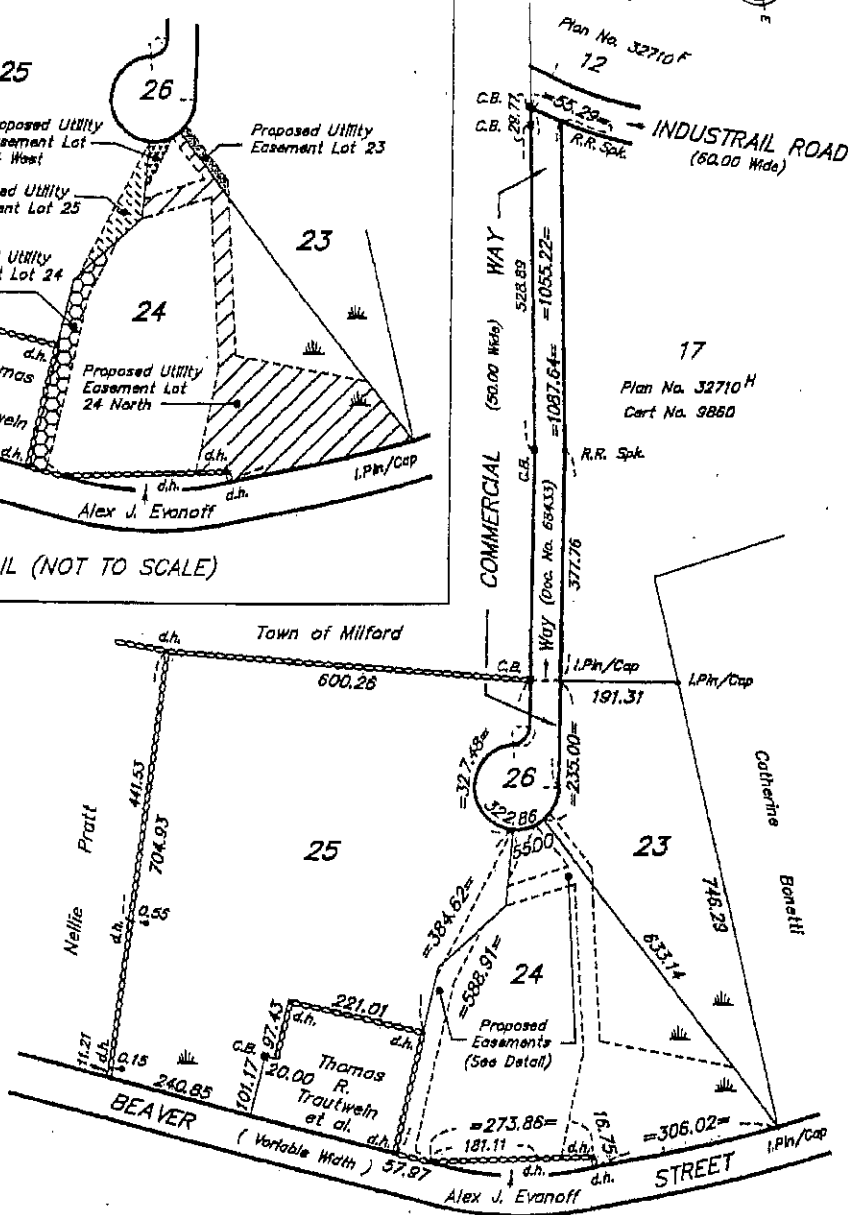 25
26
Proposed Utility
Easement Lot 23
West
Utility
Lot 25
Utility
Lot 24
23
24
d.h.
Proposed Utility
Easement Lot
24 North
d.h.
d.h.
d.h.
d.h.
I.Pin/Cap
Alex J. Evanoff
(NOT TO SCALE)
E
Plan No. 32710 F
12
C.B.
28.77
=55.29=
C.B.
R.R. Spk.
INDUSTRAIL ROAD
(60.00 Wide)
COMMERCIAL (50.00 Wide) WAY
528.89
=1055.22=
=1087.64=
17
Plan No. 32710 H
Cert No. 9860
C.B.
R.R. Spk.
Way (Doc. No. 68433)
377.76
Town of Milford
d.h.
600.26
C.B.
I.Pin/Cap
191.31
I.Pin/Cap
=327.48=
26
=235.00=
322.86
55.00
Nellie Pratt
441.53
704.93
d.h.
0.55
25
23
Catherine Bonetti
746.29
633.14
=384.62=
=588.91=
24
Proposed
Easements
(See Detail)
11.21
d.h.
0.15
240.85
C.B.
97.43
d.h.
221.01
d.h.
101.17
20.00
Thomas
R.
Trautwein
et al.
d.h.
BEAVER
( Variable Width )
57.97
=273.86=
181.11
d.h.
d.h.
16.75
d.h.
=306.02=
I.Pin/Cap
STREET
Alex J. Evanoff